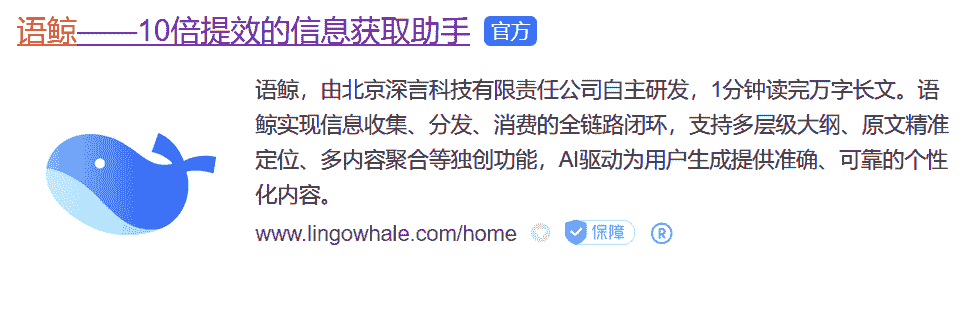 语鲸———10倍提效的信息获取助手 官方
语鲸，由北京深言科技有限责任公司自主研发，1分钟读完万字长文。语
鲸实现信息收集、分发、消费的全链路闭环，支持多层级大纲、原文精准
定位、多内容聚合等独创功能，AI驱动为用户生成提供准确、可靠的个性
化内容。
www.lingowhale.com/home 保障 ®